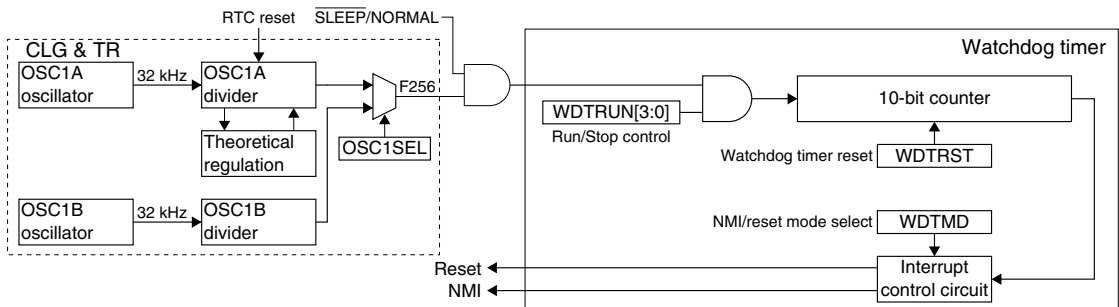 RTC reset
SLEEP/NORMAL
CLG & TR
OSC1A
oscillator
32 kHz
OSC1A
divider
Theoretical
regulation
F256
OSC1SEL
OSC1B
oscillator
32 kHz
OSC1B
divider
Watchdog timer
WDTRUN[3:0]
Run/Stop control
10-bit counter
Watchdog timer reset
WDTRST
NMI/reset mode select
WDTMD
Interrupt
control circuit
Reset
NMI